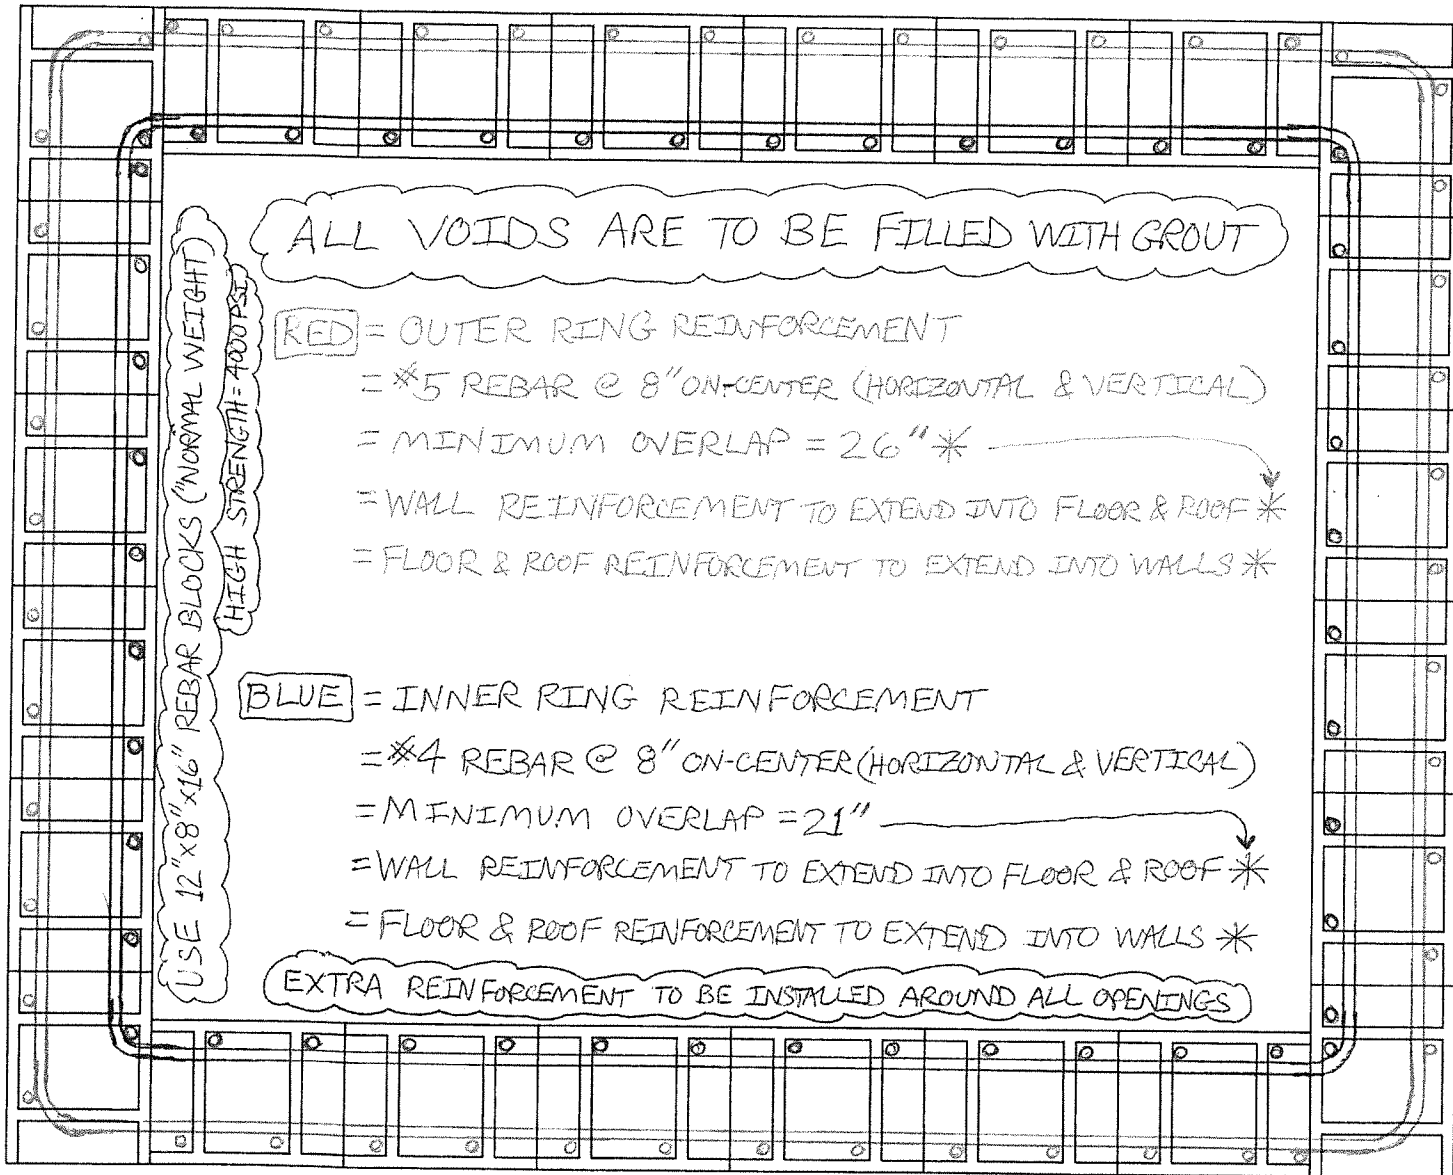 ALL VOIDS ARE TO BE FILLED WITH GROUT
USE 12"x8"x16" REBAR BLOCKS ("NORMAL WEIGHT)
HIGH STRENGTH = 4000 PSI
RED = OUTER RING REINFORCEMENT
= #5 REBAR @ 8" ON-CENTER (HORIZONTAL & VERTICAL)
= MINIMUM OVERLAP = 26" *
= WALL REINFORCEMENT TO EXTEND INTO FLOOR & ROOF *
= FLOOR & ROOF REINFORCEMENT TO EXTEND INTO WALLS *
BLUE = INNER RING REINFORCEMENT
= #4 REBAR @ 8" ON-CENTER (HORIZONTAL & VERTICAL)
= MINIMUM OVERLAP = 21"
= WALL REINFORCEMENT TO EXTEND INTO FLOOR & ROOF *
= FLOOR & ROOF REINFORCEMENT TO EXTEND INTO WALLS *
EXTRA REINFORCEMENT TO BE INSTALLED AROUND ALL OPENINGS